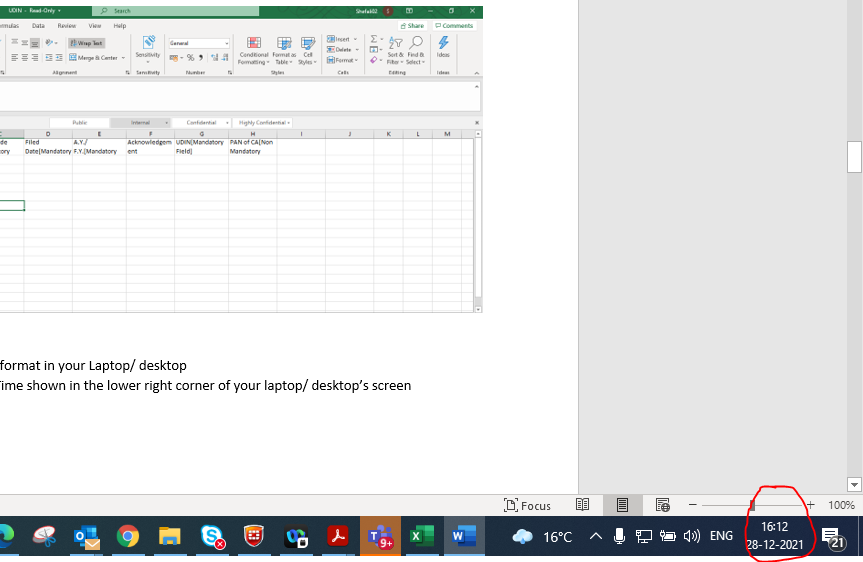 UDIN - Read-Only
Search
Shefali02
S
rmulas Data Review View Help
Share Comments
Wrap Text
Merge & Center
Alignment
Sensitivity
Sensitivity
General
%
Number
Conditional Formatting
Format as Table
Cell Styles
Styles
Insert
Delete
Format
Cells
Sort & Filter
Find & Select
Editing
Ideas
Ideas
Public Internal Confidential Highly Confidential
C D E F G H I J K L M
de Filed A.Y./ Acknowledgem UDIN[Mandatory PAN of CA[Non
ory Date[Mandatory F.Y.[Mandatory ent Field] Mandatory
format in your Laptop/ desktop
Time shown in the lower right corner of your laptop/ desktop's screen
Focus
100%
9+
16°C
ENG
16:12
28-12-2021
21